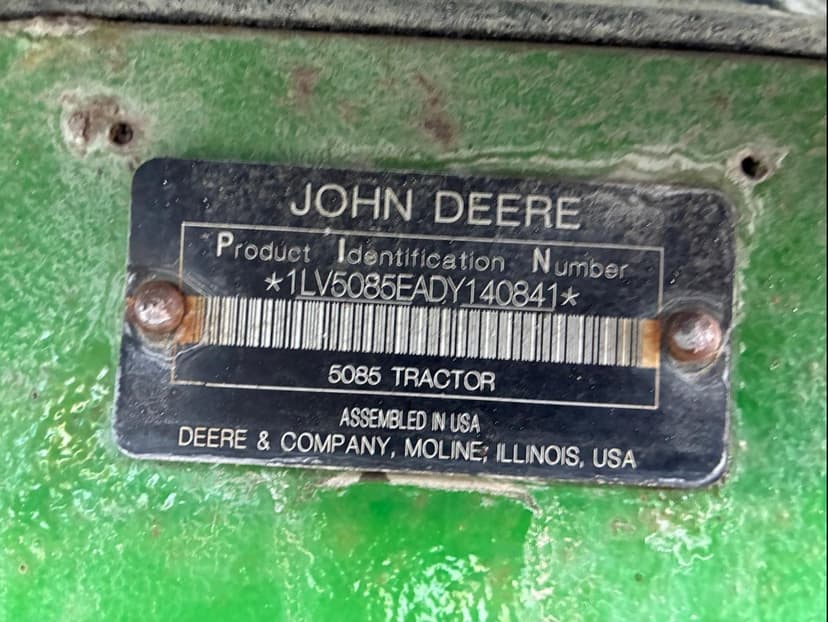 JOHN DEERE
Product Identification Number
*1LV5085EADY140841*
5085 TRACTOR
ASSEMBLED IN USA
DEERE & COMPANY, MOLINE, ILLINOIS, USA